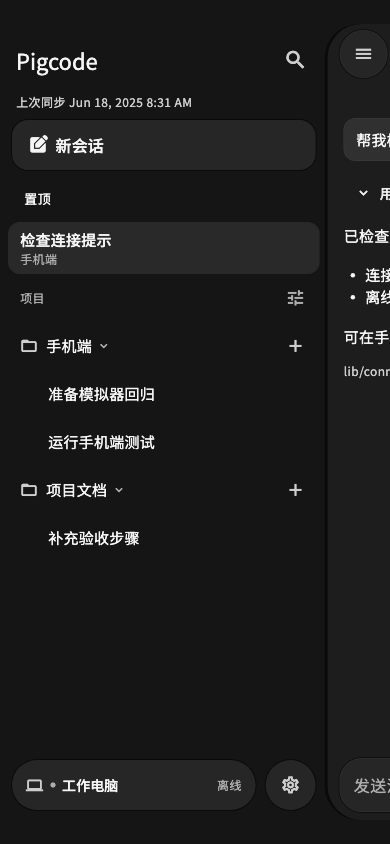 Pigcode
上次同步 Jun 18, 2025 8:31 AM
新会话
置顶
检查连接提示
手机端
项目
手机端
准备模拟器回归
运行手机端测试
项目文档
补充验收步骤
工作电脑
离线
帮我
已检查
连接
离线
可在手
lib/conn
发送